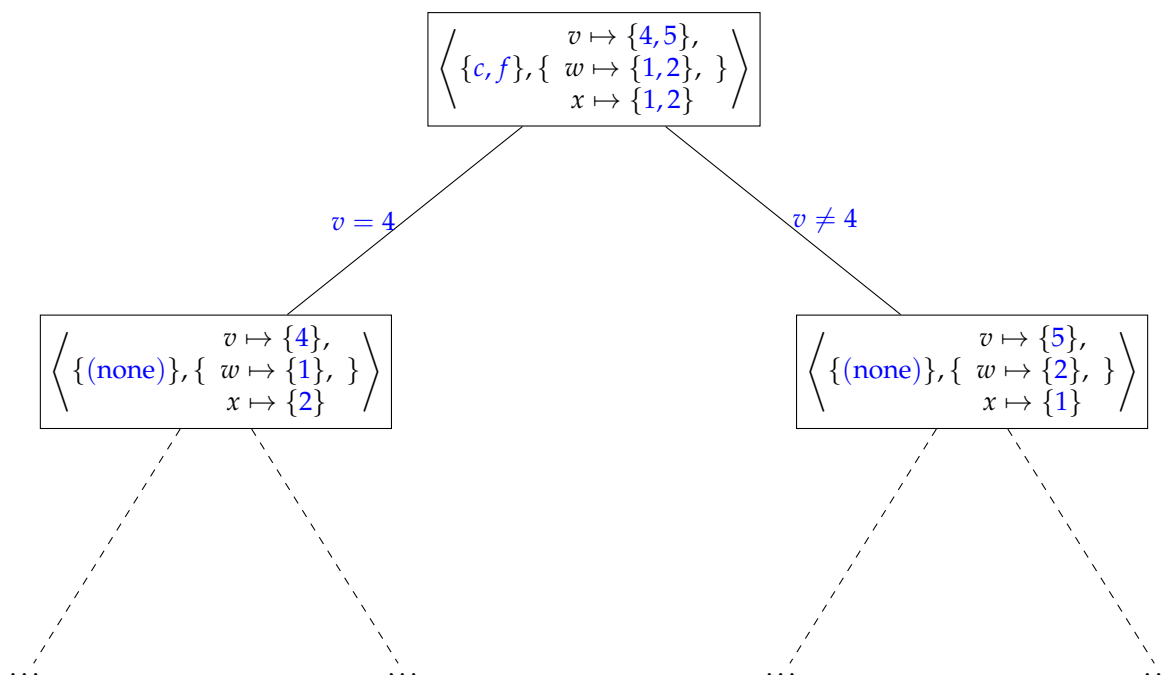 v ↦ {4, 5},
⟨ {c, f}, { w ↦ {1, 2}, } ⟩
x ↦ {1, 2}
v = 4
v ≠ 4
v ↦ {4},
⟨ {(none)}, { w ↦ {1}, } ⟩
x ↦ {2}
v ↦ {5},
⟨ {(none)}, { w ↦ {2}, } ⟩
x ↦ {1}
...
...
...
..